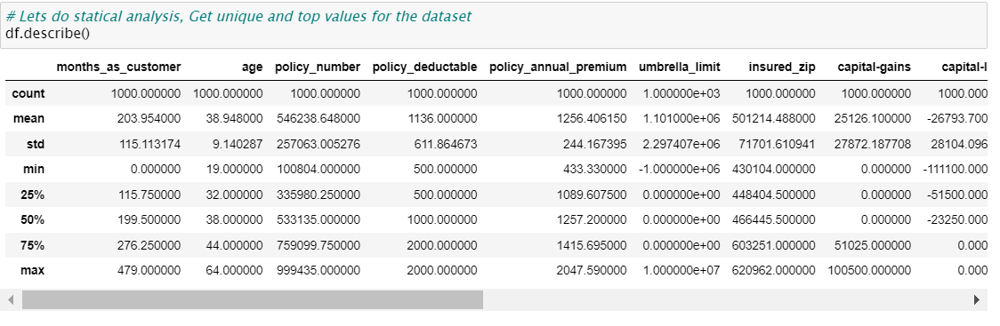 # Lets do statical analysis, Get unique and top values for the dataset
df.describe()
months_as_customer age policy_number policy_deductable policy_annual_premium umbrella_limit insured_zip capital-gains capital-l
count 1000.000000 1000.000000 1000.000000 1000.000000 1000.000000 1.000000e+03 1000.000000 1000.000000 1000.000
mean 203.954000 38.948000 546238.648000 1136.000000 1256.406150 1.101000e+06 501214.488000 25126.100000 -26793.700
std 115.113174 9.140287 257063.005276 611.864673 244.167395 2.297407e+06 71701.610941 27872.187708 28104.096
min 0.000000 19.000000 100804.000000 500.000000 433.330000 -1.000000e+06 430104.000000 0.000000 -111100.000
25% 115.750000 32.000000 335980.250000 500.000000 1089.607500 0.000000e+00 448404.500000 0.000000 -51500.000
50% 199.500000 38.000000 533135.000000 1000.000000 1257.200000 0.000000e+00 466445.500000 0.000000 -23250.000
75% 276.250000 44.000000 759099.750000 2000.000000 1415.695000 0.000000e+00 603251.000000 51025.000000 0.000
max 479.000000 64.000000 999435.000000 2000.000000 2047.590000 1.000000e+07 620962.000000 100500.000000 0.000